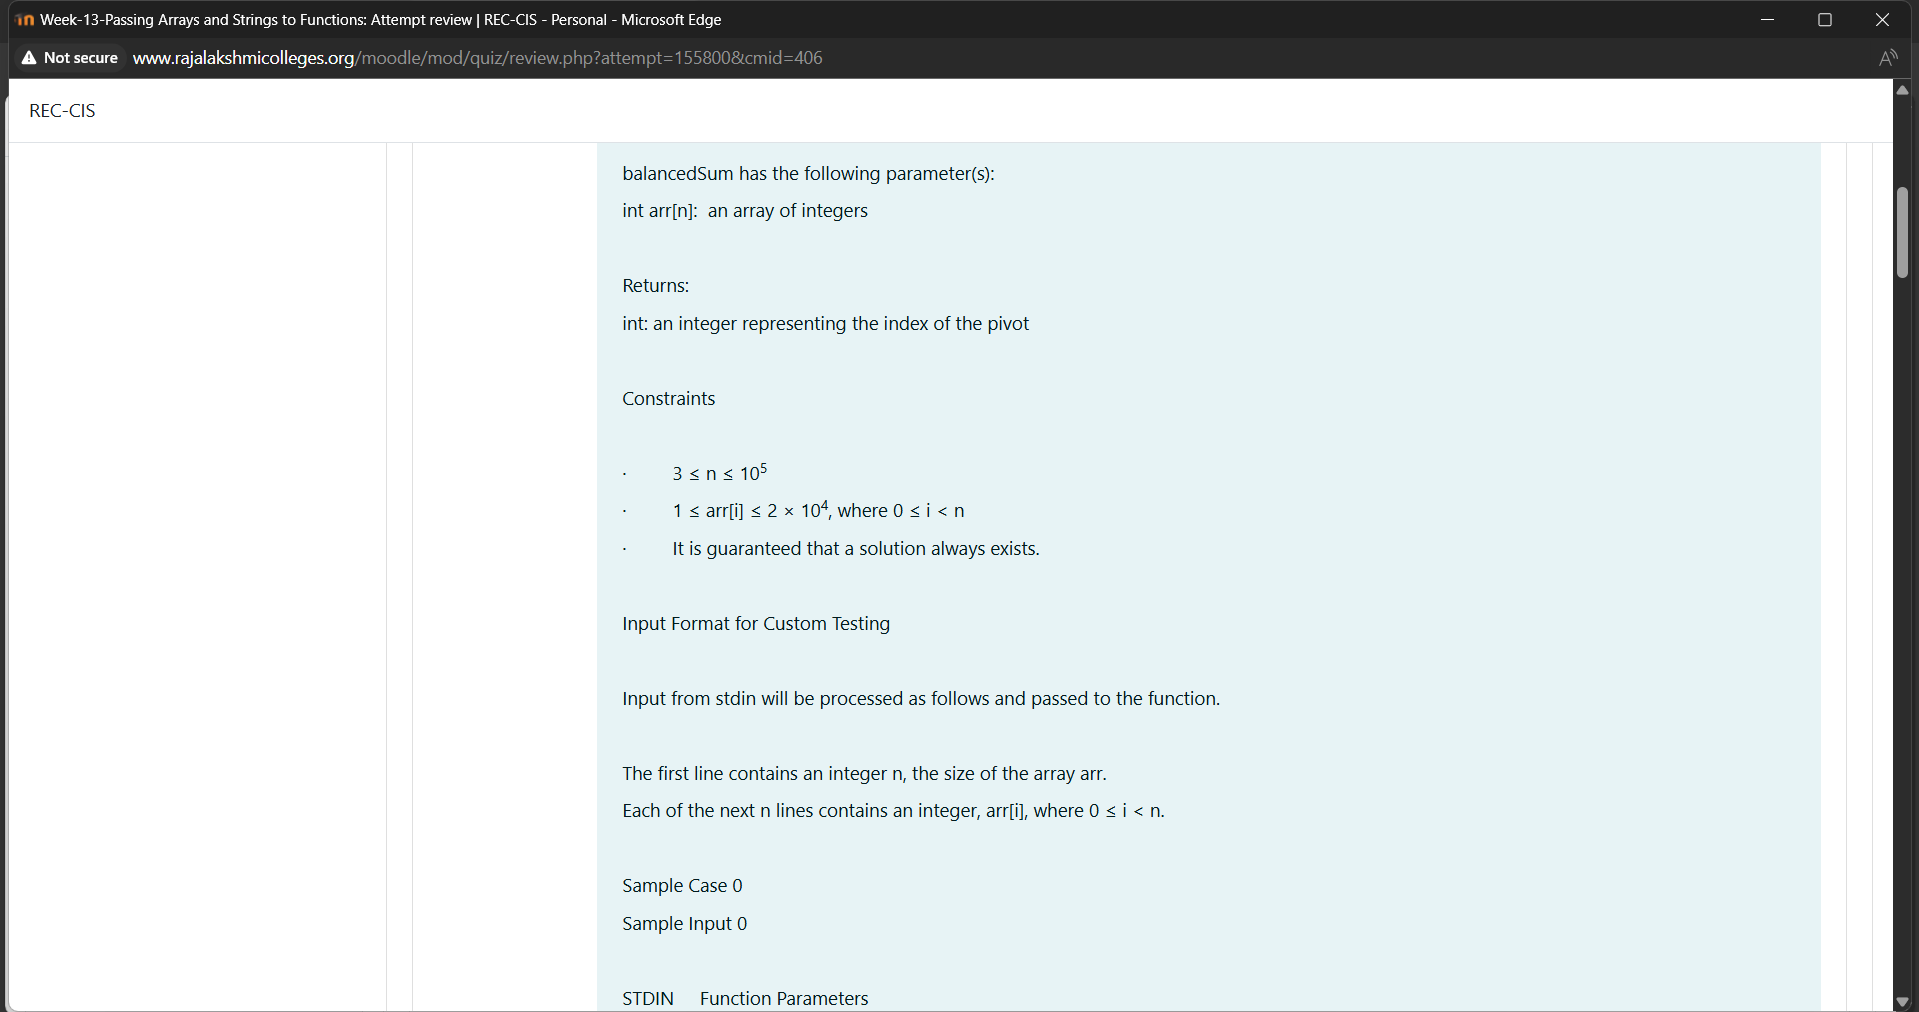 Week-13-Passing Arrays and Strings to Functions: Attempt review | REC-CIS - Personal - Microsoft Edge
Not secure www.rajalakshmicolleges.org/moodle/mod/quiz/review.php?attempt=155800&cmid=406
REC-CIS
balancedSum has the following parameter(s):
int arr[n]:  an array of integers
Returns:
int: an integer representing the index of the pivot
Constraints
·  3 ≤ n ≤ 10⁵
·  1 ≤ arr[i] ≤ 2 × 10⁴, where 0 ≤ i < n
·  It is guaranteed that a solution always exists.
Input Format for Custom Testing
Input from stdin will be processed as follows and passed to the function.
The first line contains an integer n, the size of the array arr.
Each of the next n lines contains an integer, arr[i], where 0 ≤ i < n.
Sample Case 0
Sample Input 0
STDIN  Function Parameters